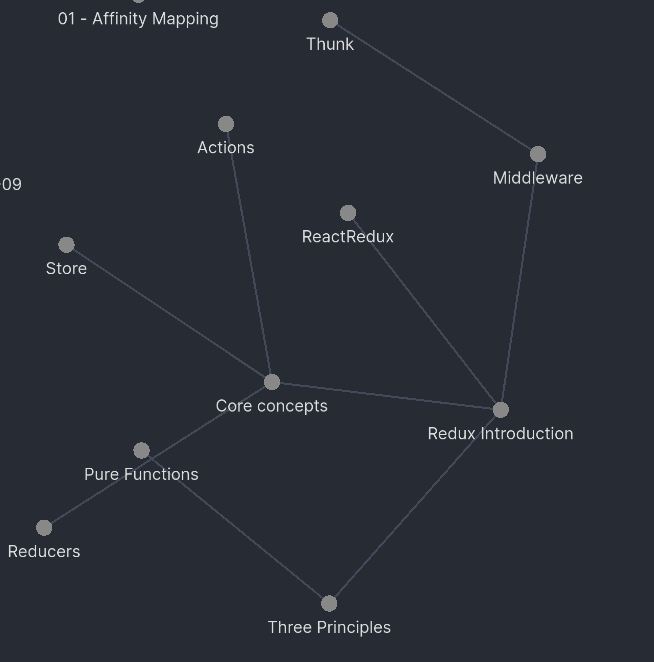 01 - Affinity Mapping
Thunk
Actions
Middleware
-09
ReactRedux
Store
Core concepts
Redux Introduction
Pure Functions
Reducers
Three Principles